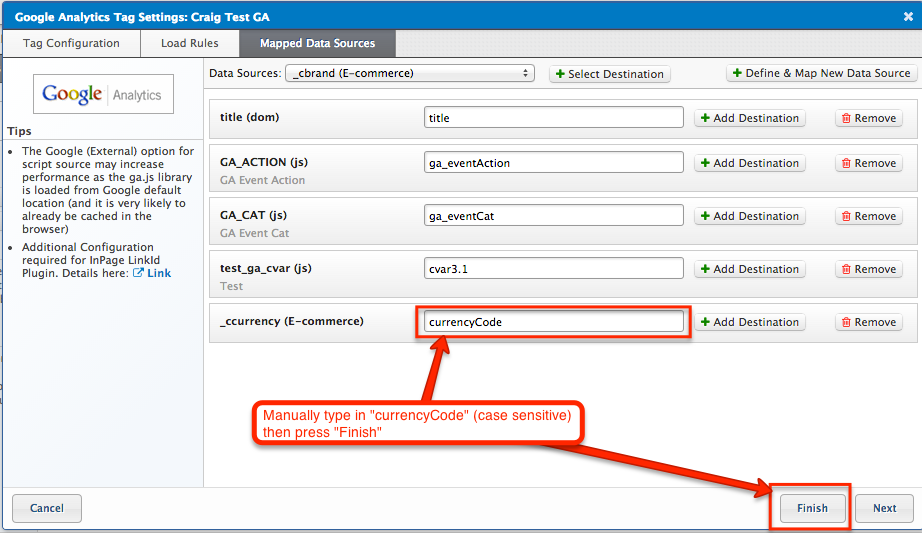 Google Analytics Tag Settings: Craig Test GA
Tag Configuration
Load Rules
Mapped Data Sources
Google Analytics
Tips
The Google (External) option for
script source may increase
performance as the ga.js library
is loaded from Google default
location (and it is very likely to
already be cached in the
browser)
Additional Configuration
required for InPage LinkId
Plugin. Details here: Link
Data Sources: _cbrand (E-commerce)
Select Destination
Define & Map New Data Source
title (dom) title Add Destination Remove
GA_ACTION (js) ga_eventAction Add Destination Remove
GA Event Action
GA_CAT (js) ga_eventCat Add Destination Remove
GA Event Cat
test_ga_cvar (js) cvar3.1 Add Destination Remove
Test
_ccurrency (E-commerce) currencyCode Add Destination Remove
Manually type in "currencyCode" (case sensitive)
then press "Finish"
Cancel
Finish
Next